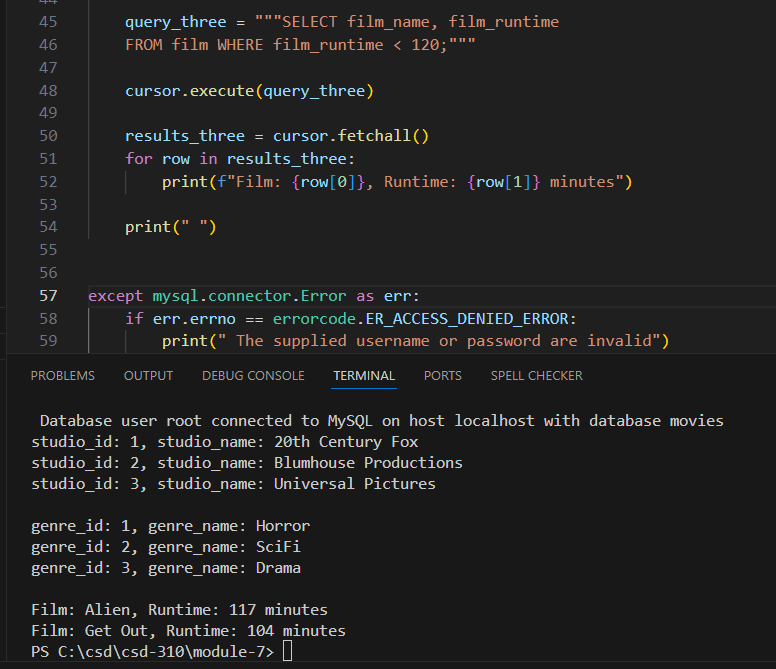 44
45 query_three = """SELECT film_name, film_runtime
46 FROM film WHERE film_runtime < 120;"""
47
48 cursor.execute(query_three)
49
50 results_three = cursor.fetchall()
51 for row in results_three:
52 print(f"Film: {row[0]}, Runtime: {row[1]} minutes")
53
54 print(" ")
55
56
57 except mysql.connector.Error as err:
58 if err.errno == errorcode.ER_ACCESS_DENIED_ERROR:
59 print(" The supplied username or password are invalid")
PROBLEMS OUTPUT DEBUG CONSOLE TERMINAL PORTS SPELL CHECKER
Database user root connected to MySQL on host localhost with database movies
studio_id: 1, studio_name: 20th Century Fox
studio_id: 2, studio_name: Blumhouse Productions
studio_id: 3, studio_name: Universal Pictures
genre_id: 1, genre_name: Horror
genre_id: 2, genre_name: SciFi
genre_id: 3, genre_name: Drama
Film: Alien, Runtime: 117 minutes
Film: Get Out, Runtime: 104 minutes
PS C:\csd\csd-310\module-7>